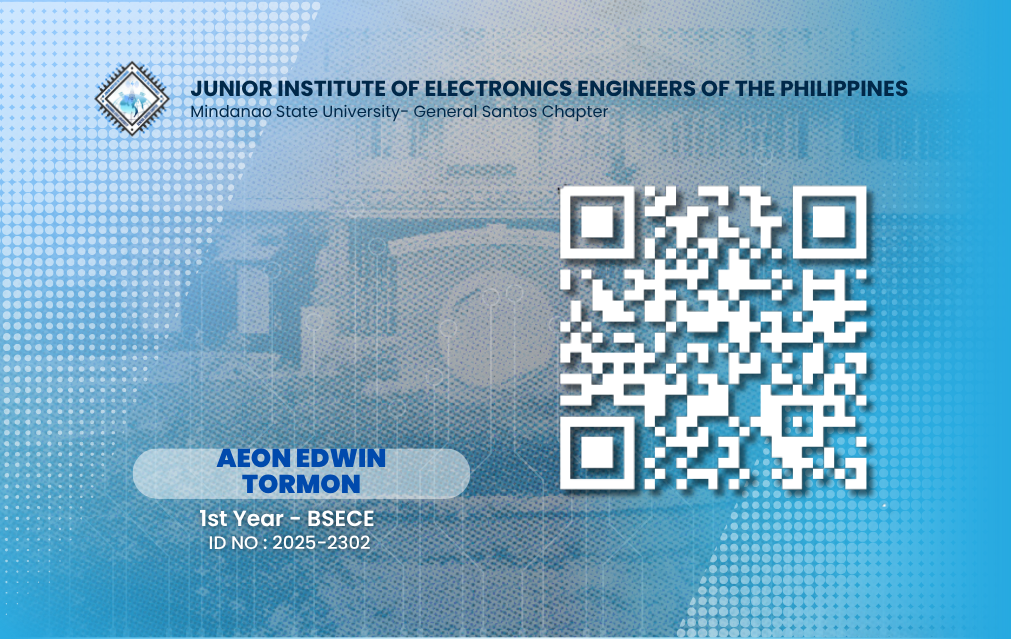 JUNIOR INSTITUTE OF ELECTRONICS ENGINEERS OF THE PHILIPPINES
Mindanao State University- General Santos Chapter
AEON EDWIN
TORMON
1st Year - BSECE
ID NO : 2025-2302